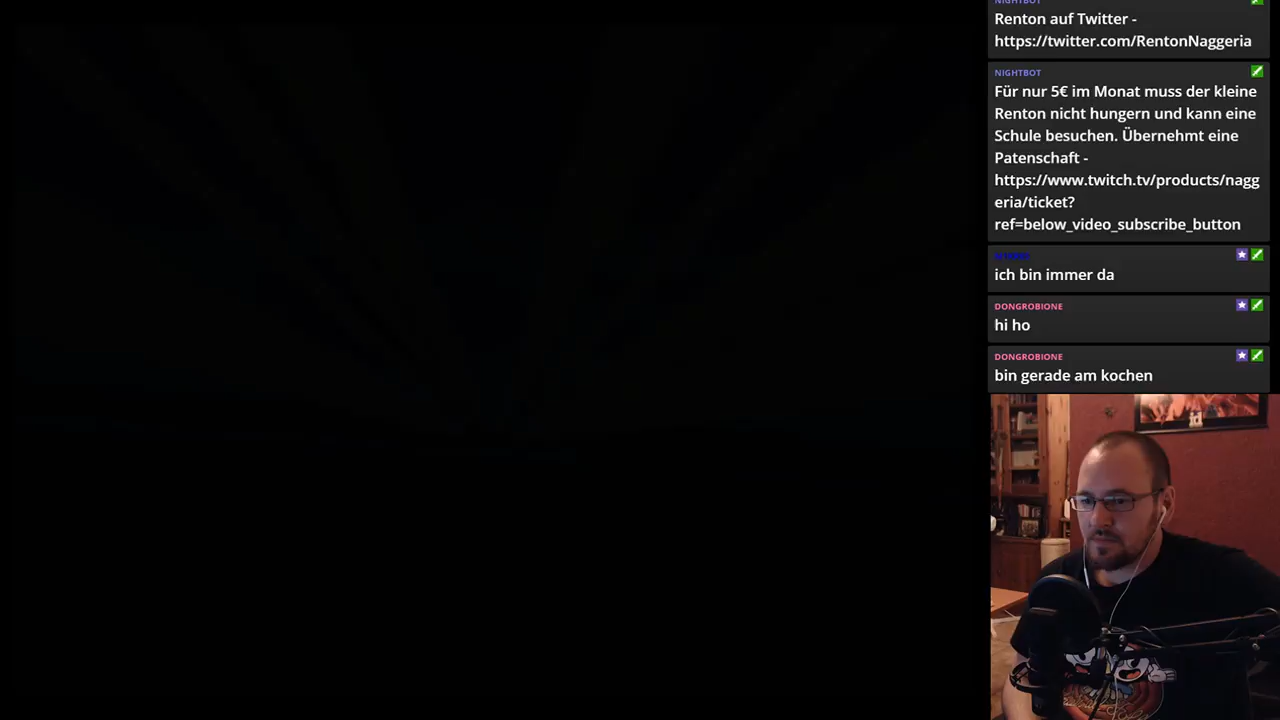 NIGHTBOT
Renton auf Twitter -
https://twitter.com/RentonNaggeria
NIGHTBOT
Für nur 5€ im Monat muss der kleine
Renton nicht hungern und kann eine
Schule besuchen. Übernehmt eine
Patenschaft -
https://www.twitch.tv/products/nagg
eria/ticket?
ref=below_video_subscribe_button
ich bin immer da
DONGROBIONE
hi ho
DONGROBIONE
bin gerade am kochen